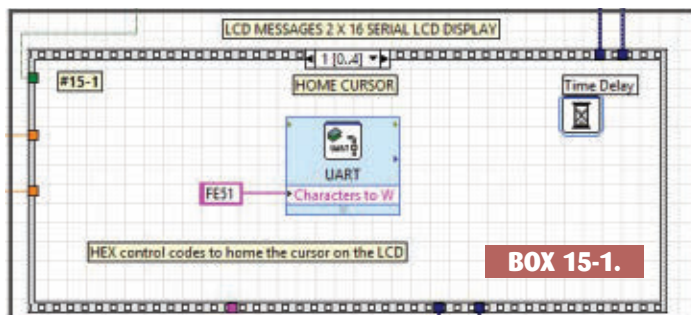 LCD MESSAGES 2 X 16 SERIAL LCD DISPLAY
1 [0..4]
#15-1
HOME CURSOR
Time Delay
UART
UART
FE51
Characters to W
HEX control codes to home the cursor on the LCD
BOX 15-1.